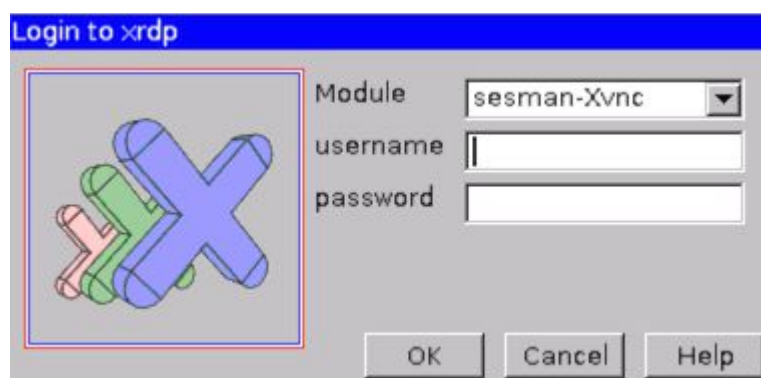 Login to xrdp
Module sesman-Xvnc
username
password
OK Cancel Help